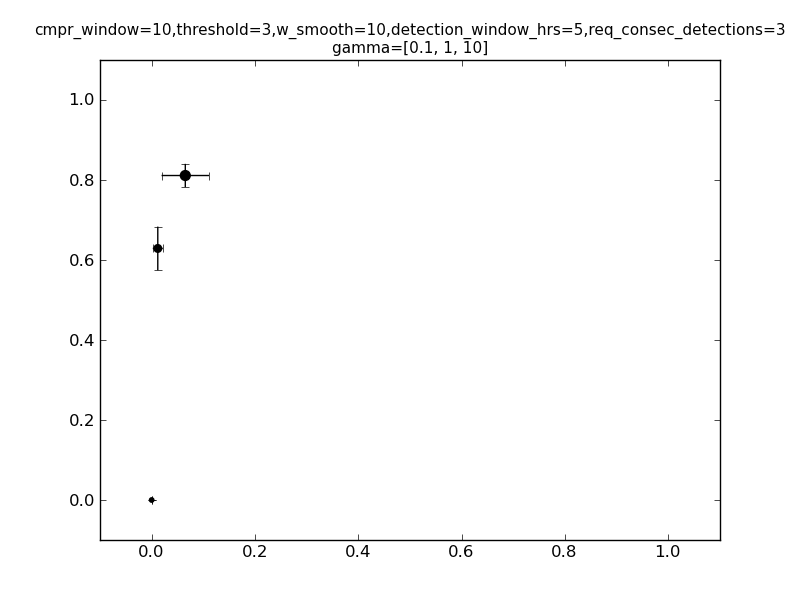 cmpr_window=10,threshold=3,w_smooth=10,detection_window_hrs=5,req_consec_detections=3
gamma=[0.1, 1, 10]
1.0
0.8
0.6
0.4
0.2
0.0
0.0 0.2 0.4 0.6 0.8 1.0